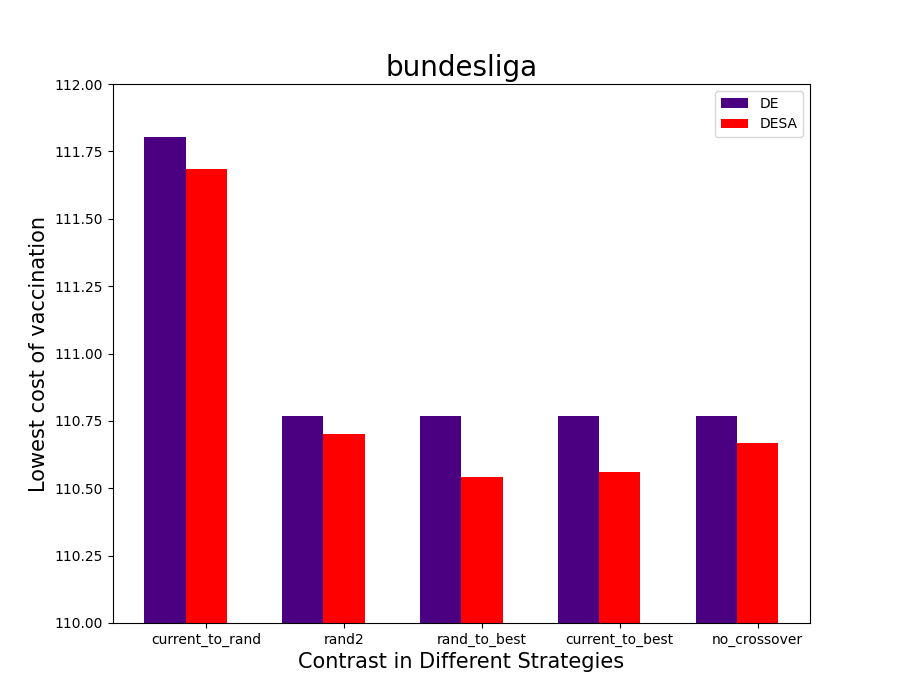 bundesliga
DE
DESA
112.00
111.75
111.50
111.25
111.00
110.75
110.50
110.25
110.00
Lowest cost of vaccination
current_to_rand
rand2
rand_to_best
current_to_best
no_crossover
Contrast in Different Strategies